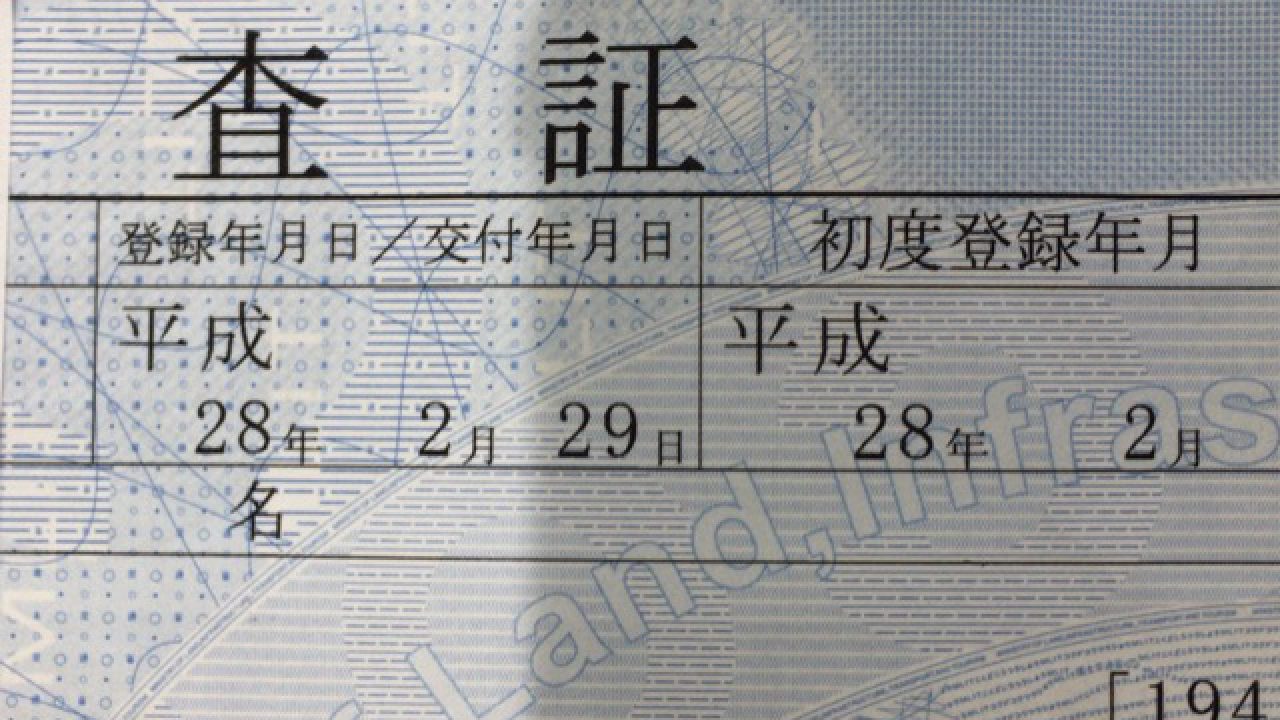 査証
登録年月日／交付年月日 初度登録年月
平成 平成
28年 2月 29日 28年 2月
名
Land,Infras
[194